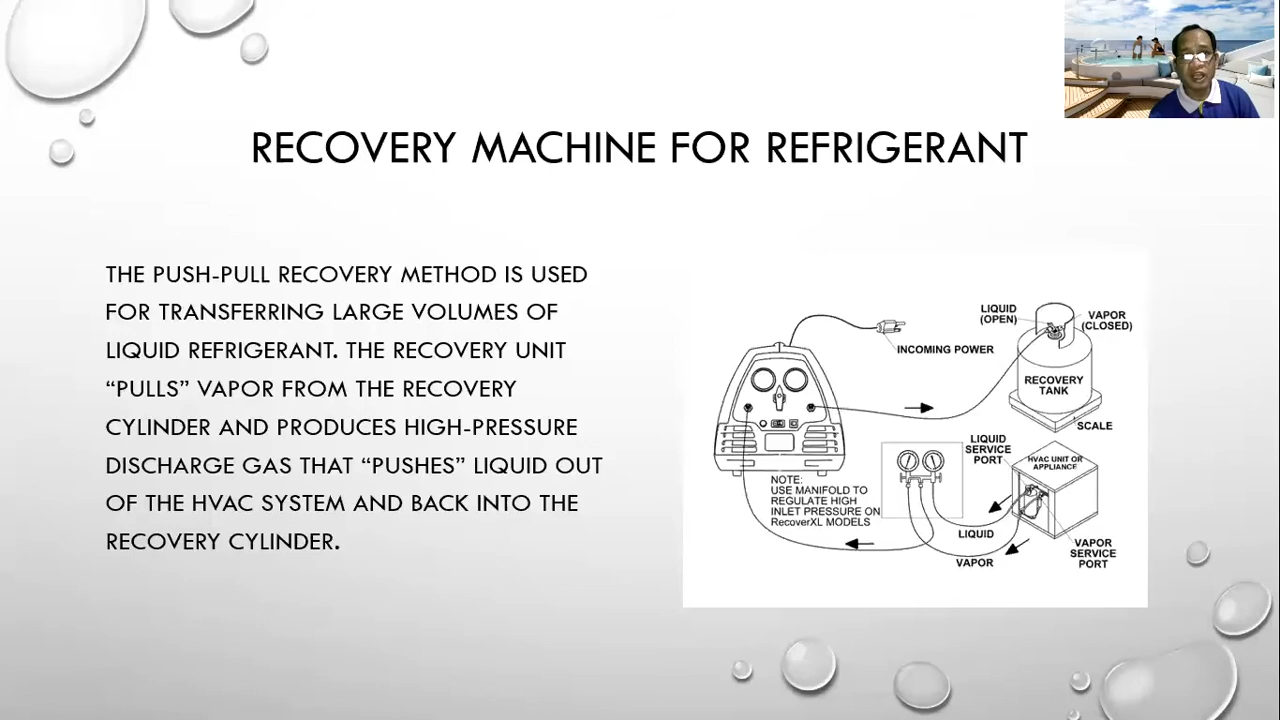 RECOVERY MACHINE FOR REFRIGERANT
THE PUSH-PULL RECOVERY METHOD IS USED
FOR TRANSFERRING LARGE VOLUMES OF
LIQUID REFRIGERANT. THE RECOVERY UNIT
“PULLS” VAPOR FROM THE RECOVERY
CYLINDER AND PRODUCES HIGH-PRESSURE
DISCHARGE GAS THAT “PUSHES” LIQUID OUT
OF THE HVAC SYSTEM AND BACK INTO THE
RECOVERY CYLINDER.
LIQUID
(OPEN)
VAPOR
(CLOSED)
INCOMING POWER
RECOVERY
TANK
SCALE
LIQUID
SERVICE
PORT
HVAC UNIT OR
APPLIANCE
NOTE:
USE MANIFOLD TO
REGULATE HIGH
INLET PRESSURE ON
RecoverXL MODELS
LIQUID
VAPOR
VAPOR
SERVICE
PORT